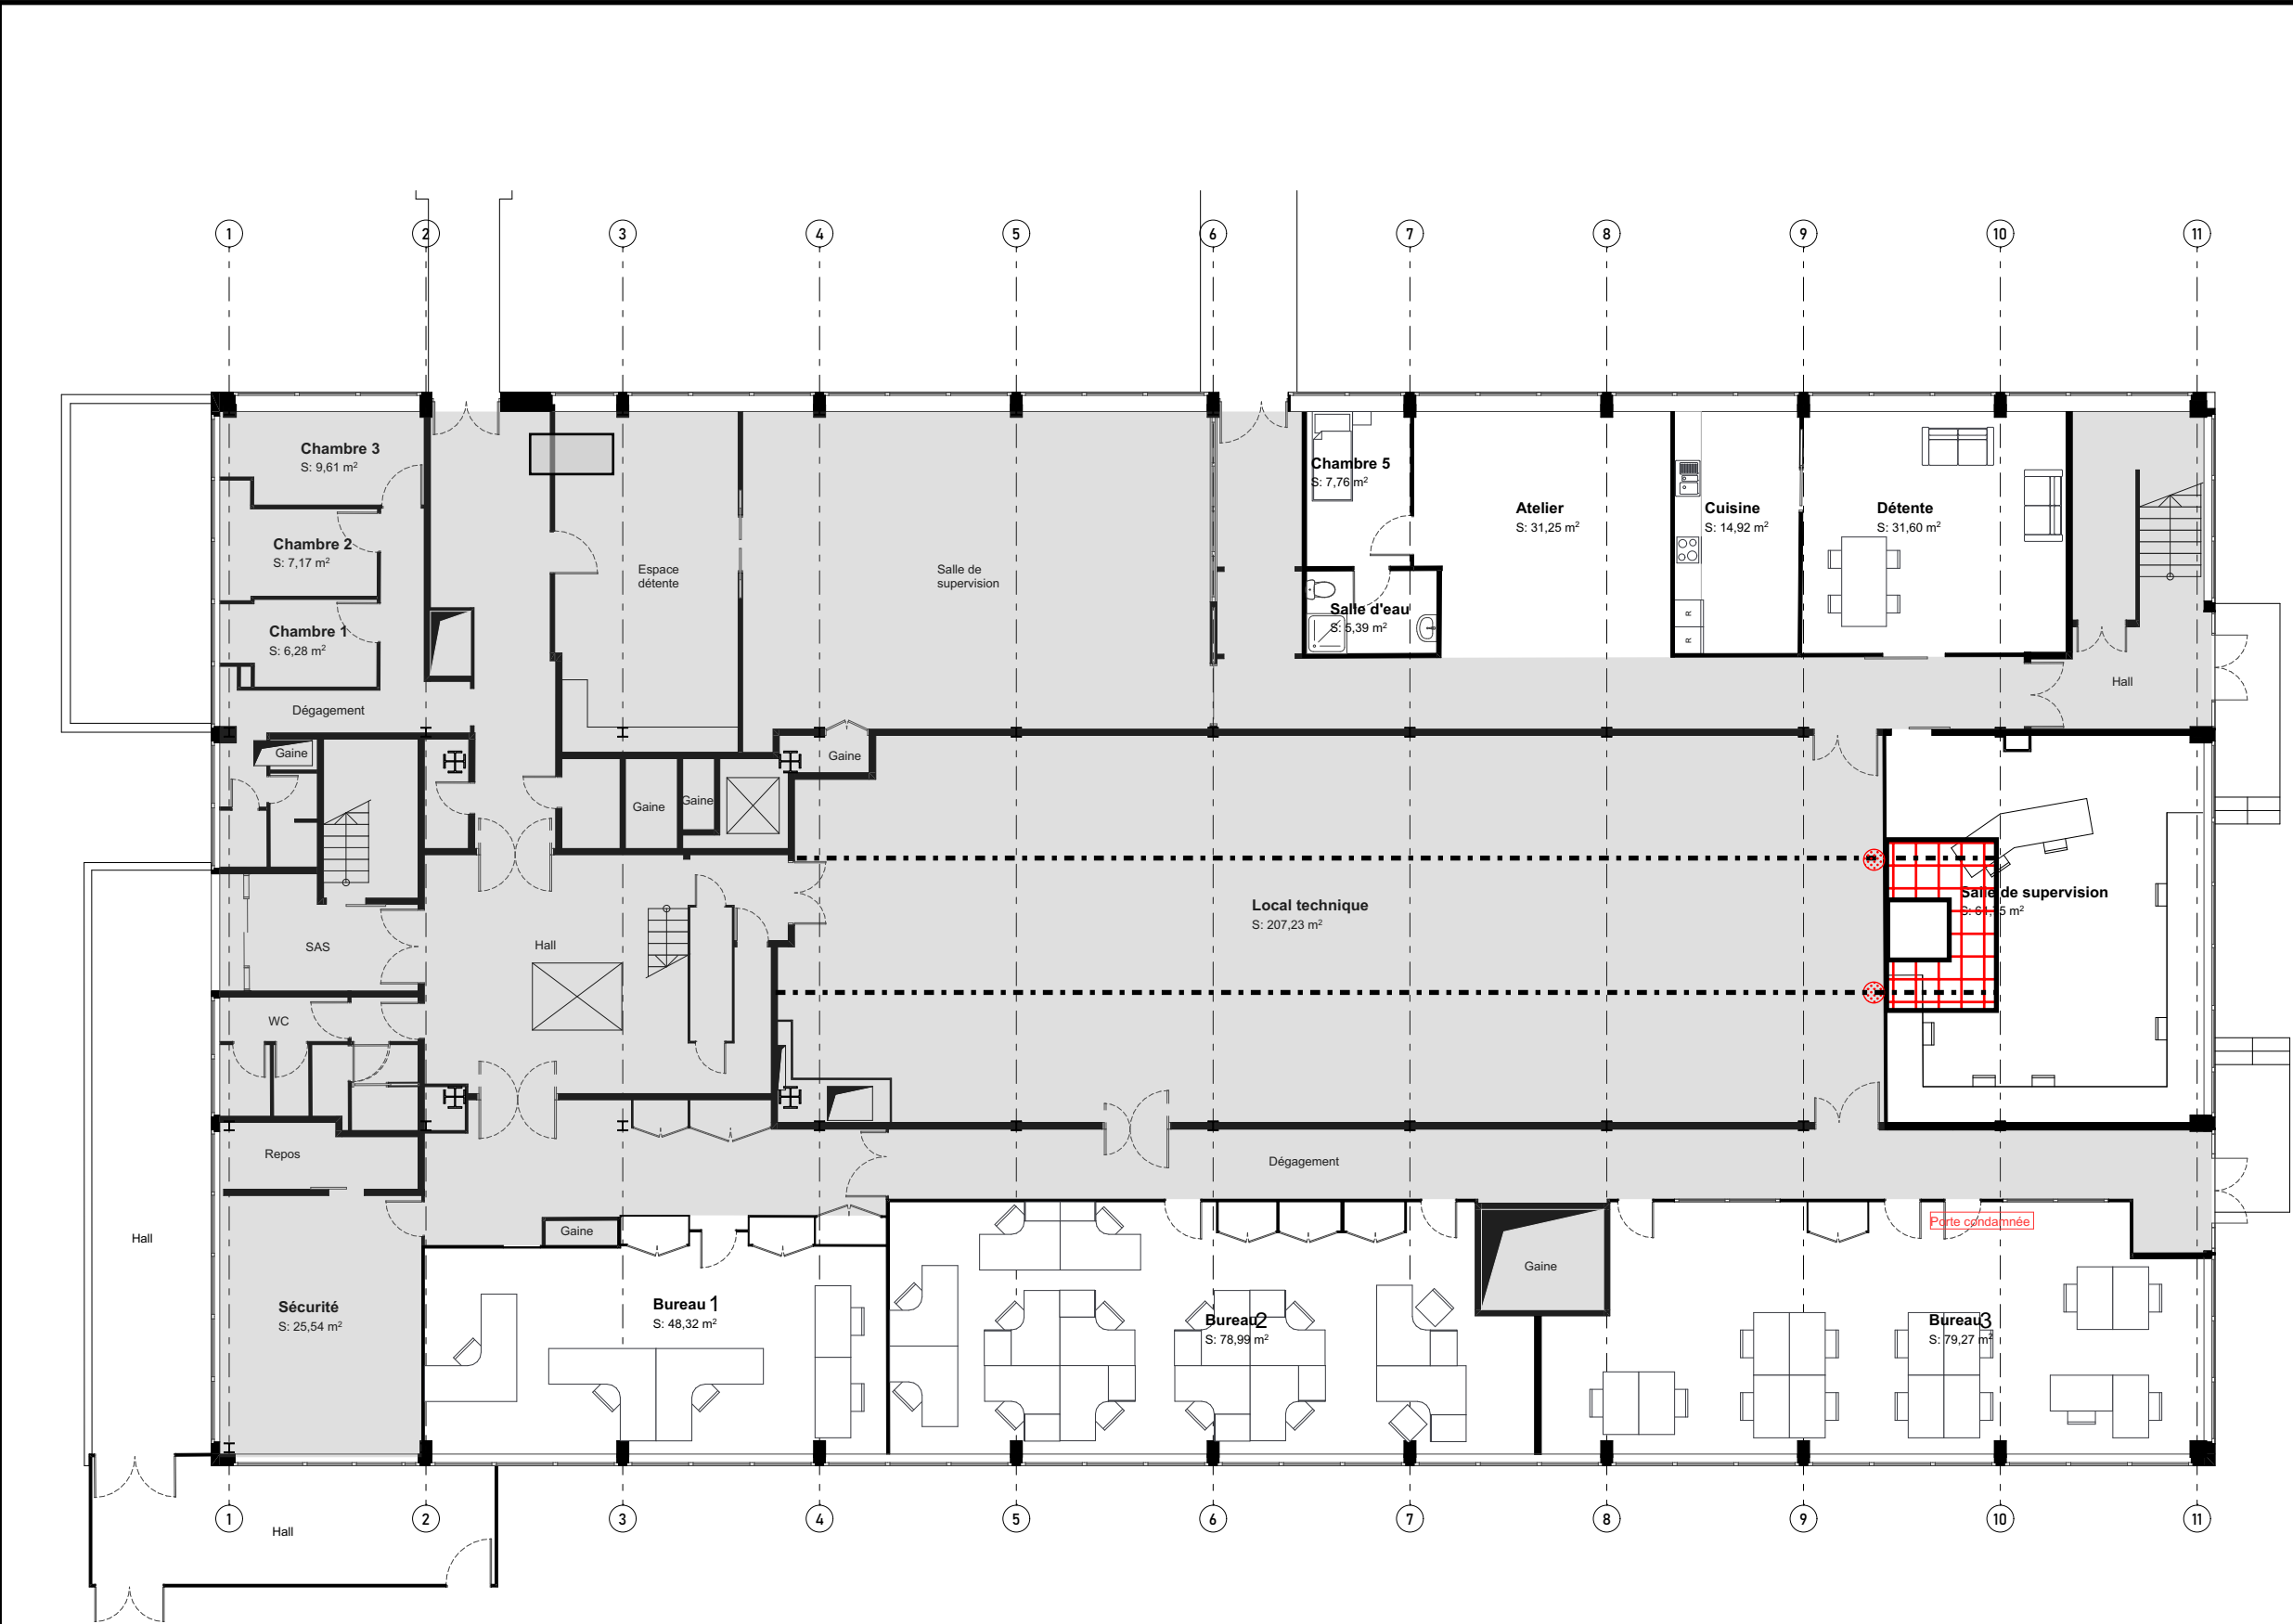 1 2 3 4 5 6 7 8 9 10 11
Chambre 3
S: 9,61 m²
Chambre 2
S: 7,17 m²
Chambre 1
S: 6,28 m²
Dégagement
Gaine
Espace
détente
Salle de
supervision
Chambre 5
S: 7,76 m²
Salle d'eau
S: 5,39 m²
Atelier
S: 31,25 m²
Cuisine
S: 14,92 m²
R
R
Détente
S: 31,60 m²
Hall
Gaine
Gaine
Gaine
SAS
Hall
Local technique
S: 207,23 m²
Salle de supervision
m²
WC
Repos
Dégagement
Hall
Sécurité
S: 25,54 m²
Gaine
Bureau 1
S: 48,32 m²
Bureau 2
S: 78,99 m²
Gaine
Porte condamnée
Bureau 3
S: 79,27 m²
1 2 3 4 5 6 7 8 9 10 11
Hall